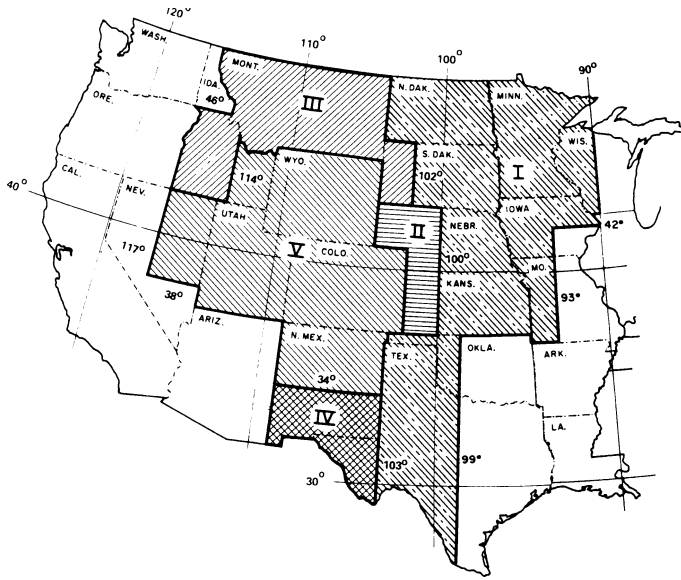 120°
110°
100°
90°
WASH.
MONT.
IDA.
46°
III
N. DAK.
MINN.
ORE.
WIS.
WYO.
S. DAK.
I
114°
102°
CAL.
NEV.
40°
UTAH
II
IOWA
NEBR.
42°
117°
V
COLO.
100°
MO.
38°
KANS.
93°
ARIZ.
N. MEX.
TEX.
OKLA.
ARK.
34°
IV
LA.
103°
99°
30°